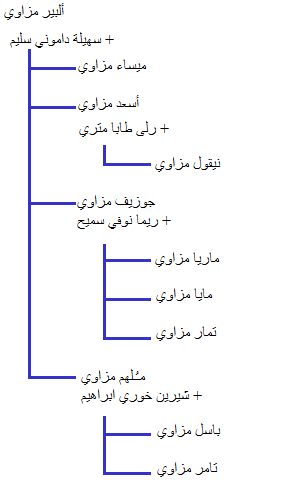 ألبير مزاوي
+ سهيلة داموني سليم
ميساء مزاوي
أسعد مزاوي
+ رلى طابا متري
نيقول مزاوي
جوزيف مزاوي
+ ريما نوفي سميح
ماريا مزاوي
مايا مزاوي
تمار مزاوي
مـُلهم مزاوي
+ شيرين خوري ابراهيم
باسل مزاوي
تامر مزاوي